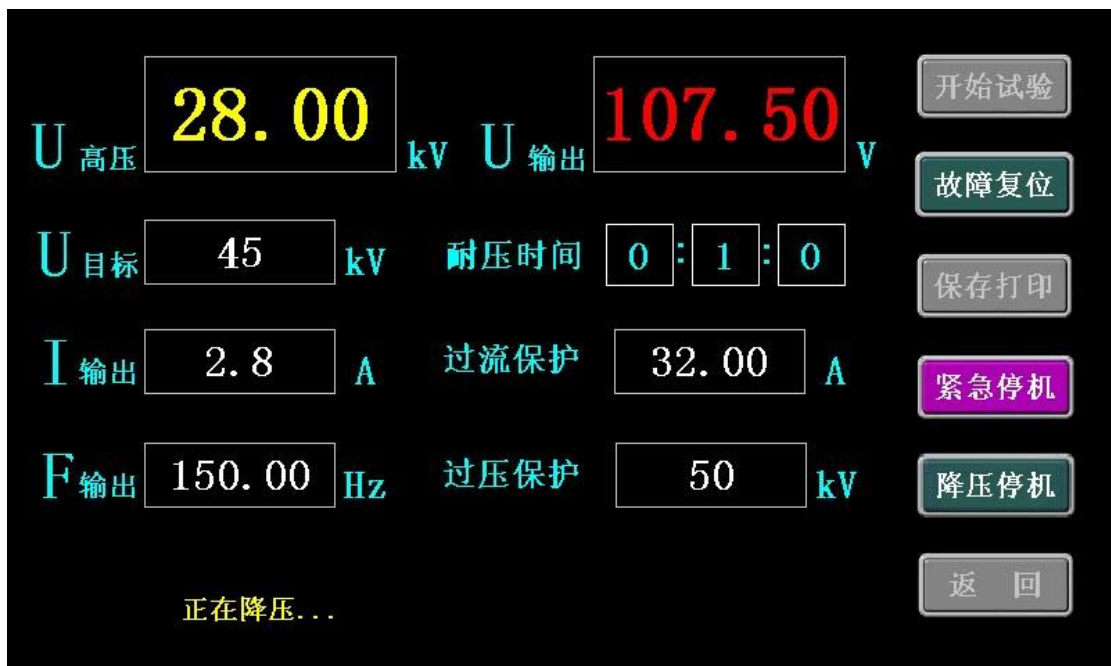 U 高压 28.00 kV U 输出 107.50 V 开始试验
故障复位
U 目标 45 kV 耐压时间 0:1:0
保存打印
I 输出 2.8 A 过流保护 32.00 A
紧急停机
F 输出 150.00 Hz 过压保护 50 kV 降压停机
正在降压... 返 回